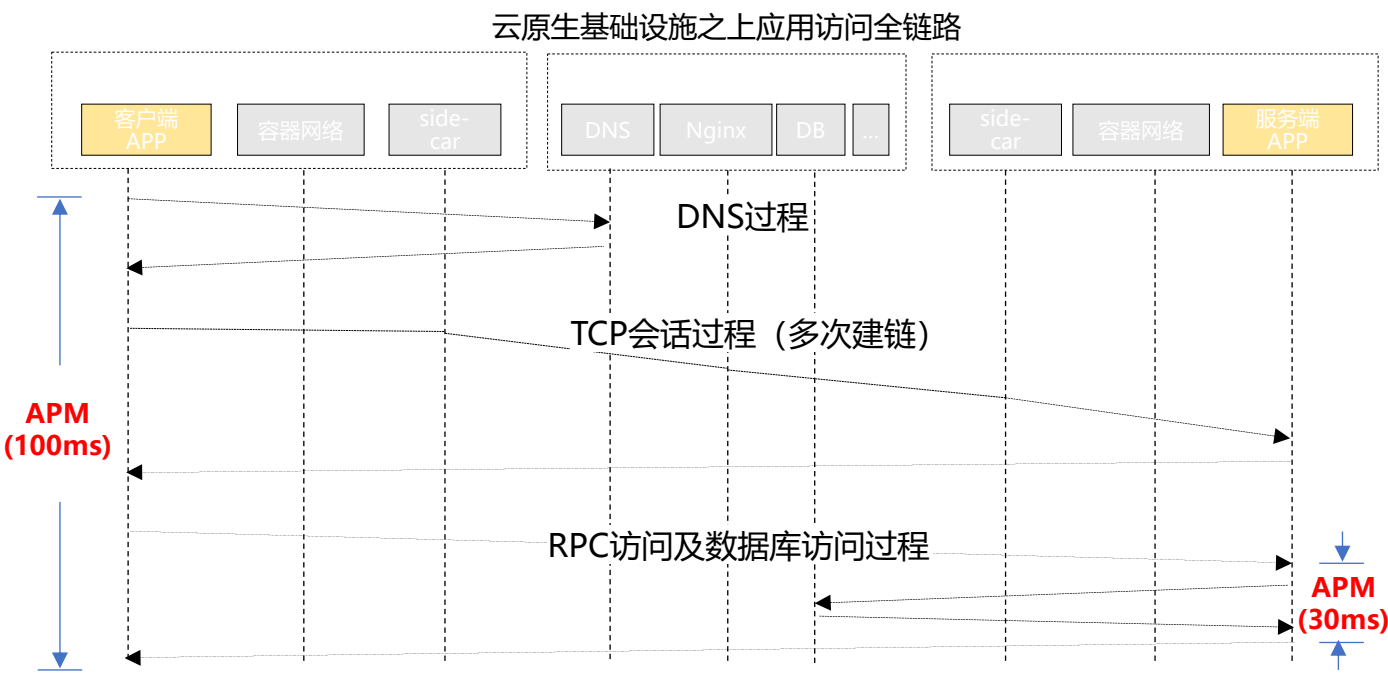 云原生基础设施之上应用访问全链路
客户端
APP
容器网络
side-
car
DNS
Nginx
DB
...
side-
car
容器网络
服务端
APP
DNS过程
TCP会话过程（多次建链）
APM
(100ms)
RPC访问及数据库访问过程
APM
(30ms)